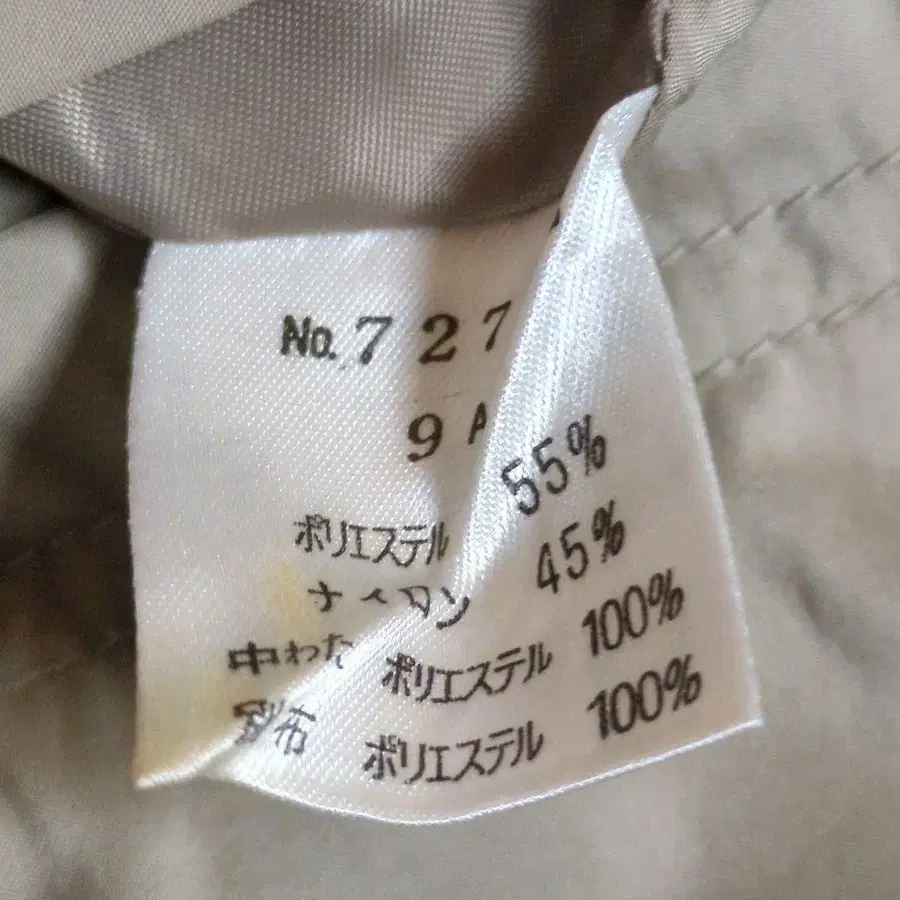 No. 727
9 A
ポリエステル 55%
ナイロン 45%
中わた ポリエステル 100%
別布 ポリエステル 100%